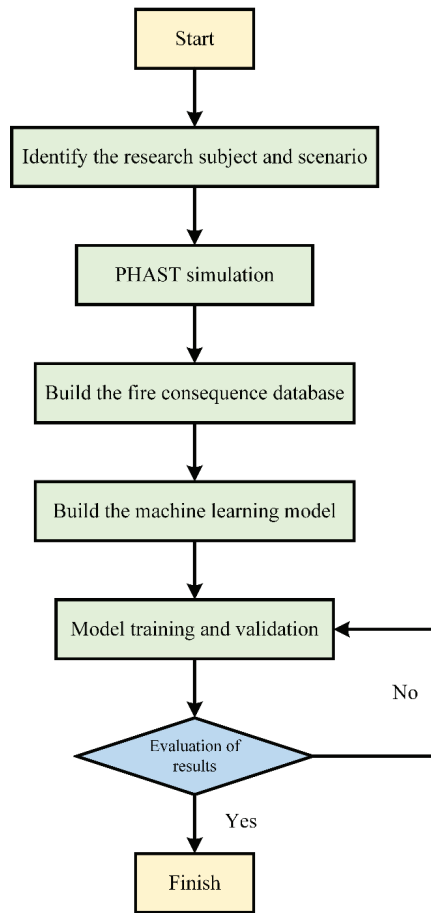 Start
Identify the research subject and scenario
PHAST simulation
Build the fire consequence database
Build the machine learning model
Model training and validation
No
Evaluation of
results
Yes
Finish